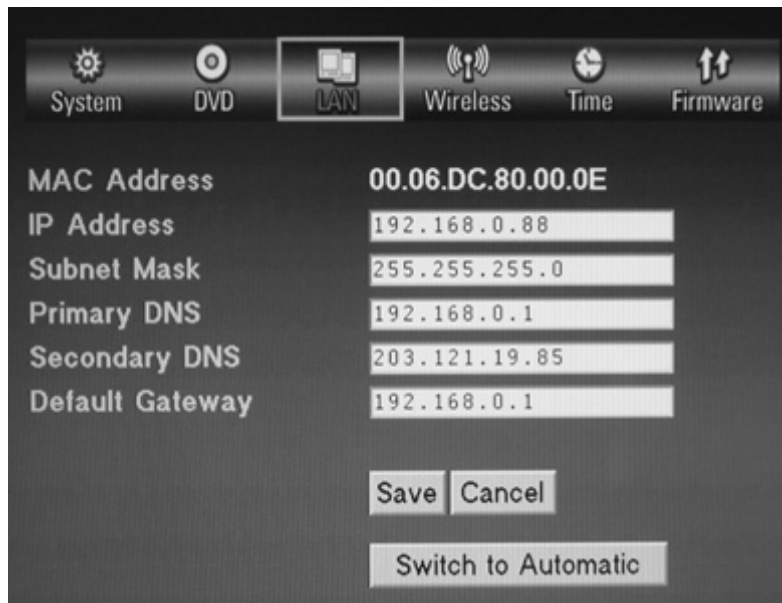 System DVD LAN Wireless Time Firmware
MAC Address 00.06.DC.80.00.0E
IP Address 192.168.0.88
Subnet Mask 255.255.255.0
Primary DNS 192.168.0.1
Secondary DNS 203.121.19.85
Default Gateway 192.168.0.1
Save Cancel
Switch to Automatic